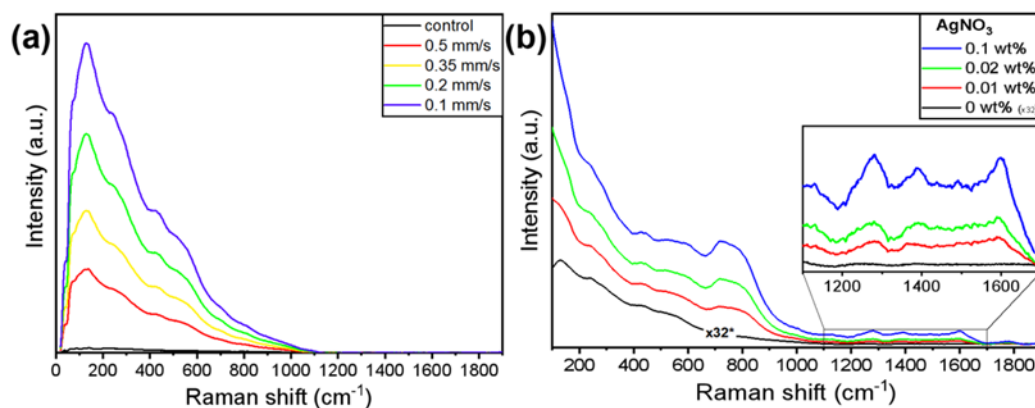 (a)
control
0.5 mm/s
0.35 mm/s
0.2 mm/s
0.1 mm/s
Intensity (a.u.)
0 200 400 600 800 1000 1200 1400 1600 1800
Raman shift (cm⁻¹)
(b)
AgNO₃
0.1 wt%
0.02 wt%
0.01 wt%
0 wt% (x32
1200 1400 1600
x32*
Intensity (a.u.)
200 400 600 800 1000 1200 1400 1600 1800
Raman shift (cm⁻¹)